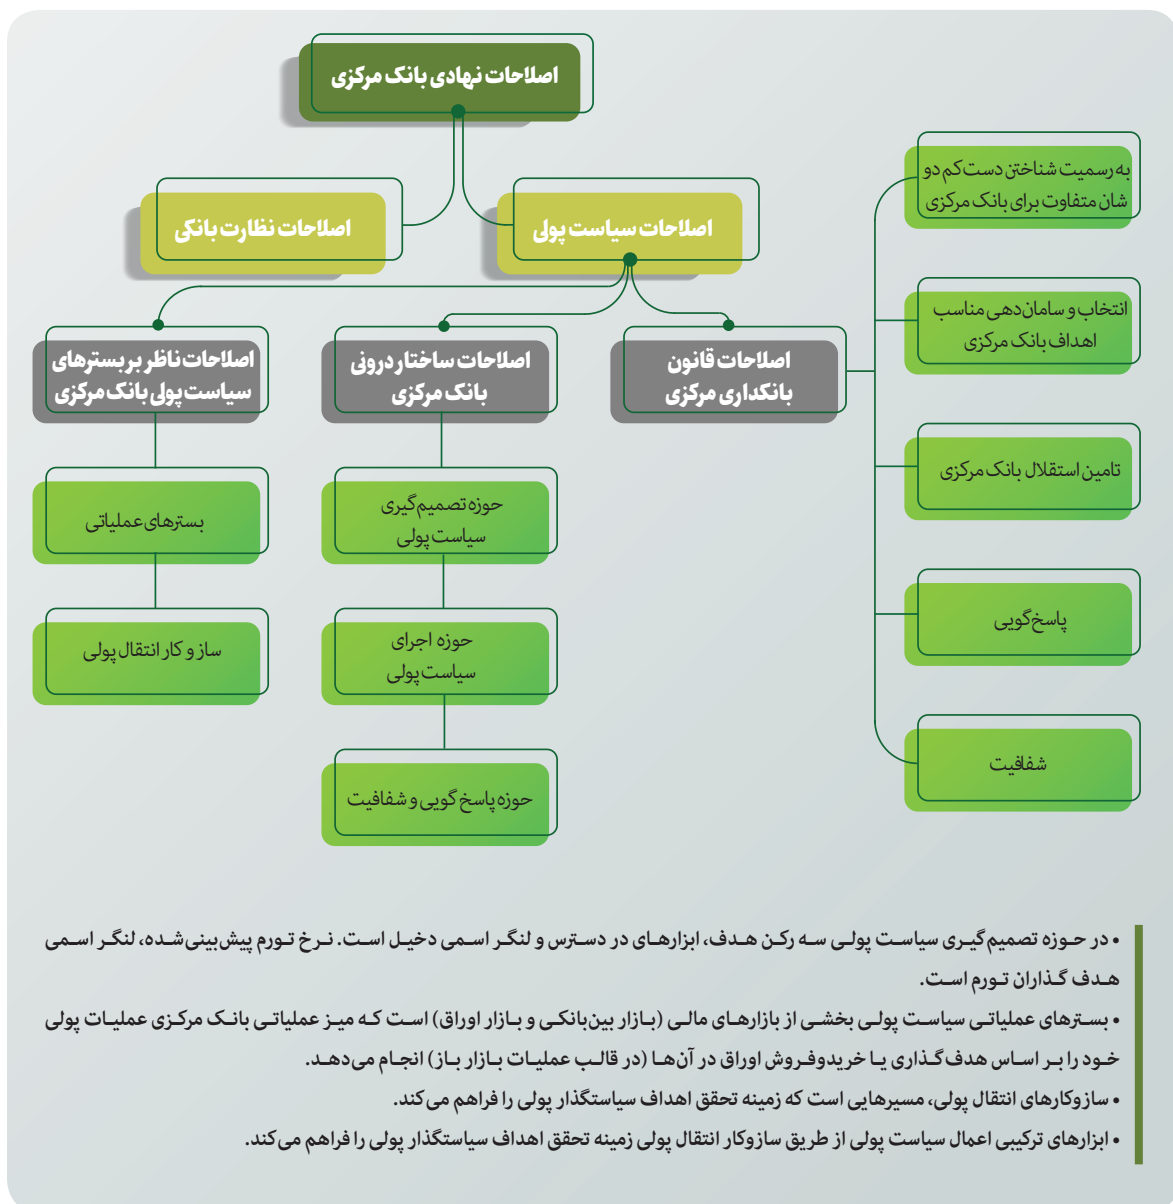 اصلاحات نهادی بانک مرکزی
اصلاحات سیاست پولی
اصلاحات نظارت بانکی
اصلاحات قانون
بانکداری مرکزی
به رسمیت شناختن دست‌کم دو
شان متفاوت برای بانک مرکزی
انتخاب و سامان‌دهی مناسب
اهداف بانک مرکزی
تامین استقلال بانک مرکزی
پاسخ‌گویی
شفافیت
اصلاحات ساختار درونی
بانک مرکزی
حوزه تصمیم‌گیری
سیاست پولی
حوزه اجرای
سیاست پولی
حوزه پاسخ گویی و شفافیت
اصلاحات ناظر بر بسترهای
سیاست پولی بانک مرکزی
بسترهای عملیاتی
ساز و کار انتقال پولی
• در حوزه تصمیم‌گیری سیاست پولی سه رکن هدف، ابزارهای در دسترس و لنگر اسمی دخیل است. نرخ تورم پیش‌بینی‌شده، لنگر اسمی
هدف گذاران تورم است.
• بسترهای عملیاتی سیاست پولی بخشی از بازارهای مالی (بازار بین‌بانکی و بازار اوراق) است که میز عملیاتی بانک مرکزی عملیات پولی
خود را بر اساس هدف‌گذاری یا خریدوفروش اوراق در آن‌ها (در قالب عملیات بازار باز) انجام می‌دهد.
• سازوکارهای انتقال پولی، مسیرهایی است که زمینه تحقق اهداف سیاستگذار پولی را فراهم می‌کند.
• ابزارهای ترکیبی اعمال سیاست پولی از طریق سازوکار انتقال پولی زمینه تحقق اهداف سیاستگذار پولی را فراهم می‌کند.